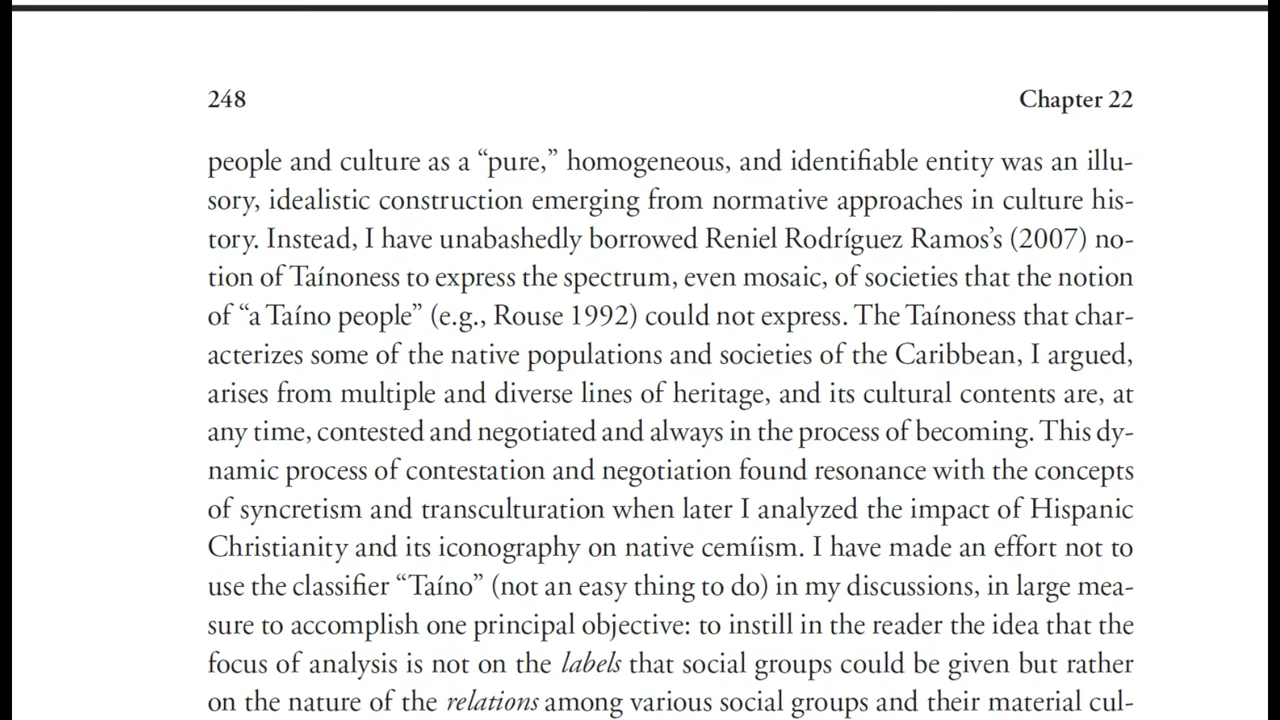 248 Chapter 22
people and culture as a “pure,” homogeneous, and identifiable entity was an illu-
sory, idealistic construction emerging from normative approaches in culture his-
tory. Instead, I have unabashedly borrowed Reniel Rodríguez Ramos’s (2007) no-
tion of Taínoness to express the spectrum, even mosaic, of societies that the notion
of “a Taíno people” (e.g., Rouse 1992) could not express. The Taínoness that char-
acterizes some of the native populations and societies of the Caribbean, I argued,
arises from multiple and diverse lines of heritage, and its cultural contents are, at
any time, contested and negotiated and always in the process of becoming. This dy-
namic process of contestation and negotiation found resonance with the concepts
of syncretism and transculturation when later I analyzed the impact of Hispanic
Christianity and its iconography on native cemíism. I have made an effort not to
use the classifier “Taíno” (not an easy thing to do) in my discussions, in large mea-
sure to accomplish one principal objective: to instill in the reader the idea that the
focus of analysis is not on the labels that social groups could be given but rather
on the nature of the relations among various social groups and their material cul-